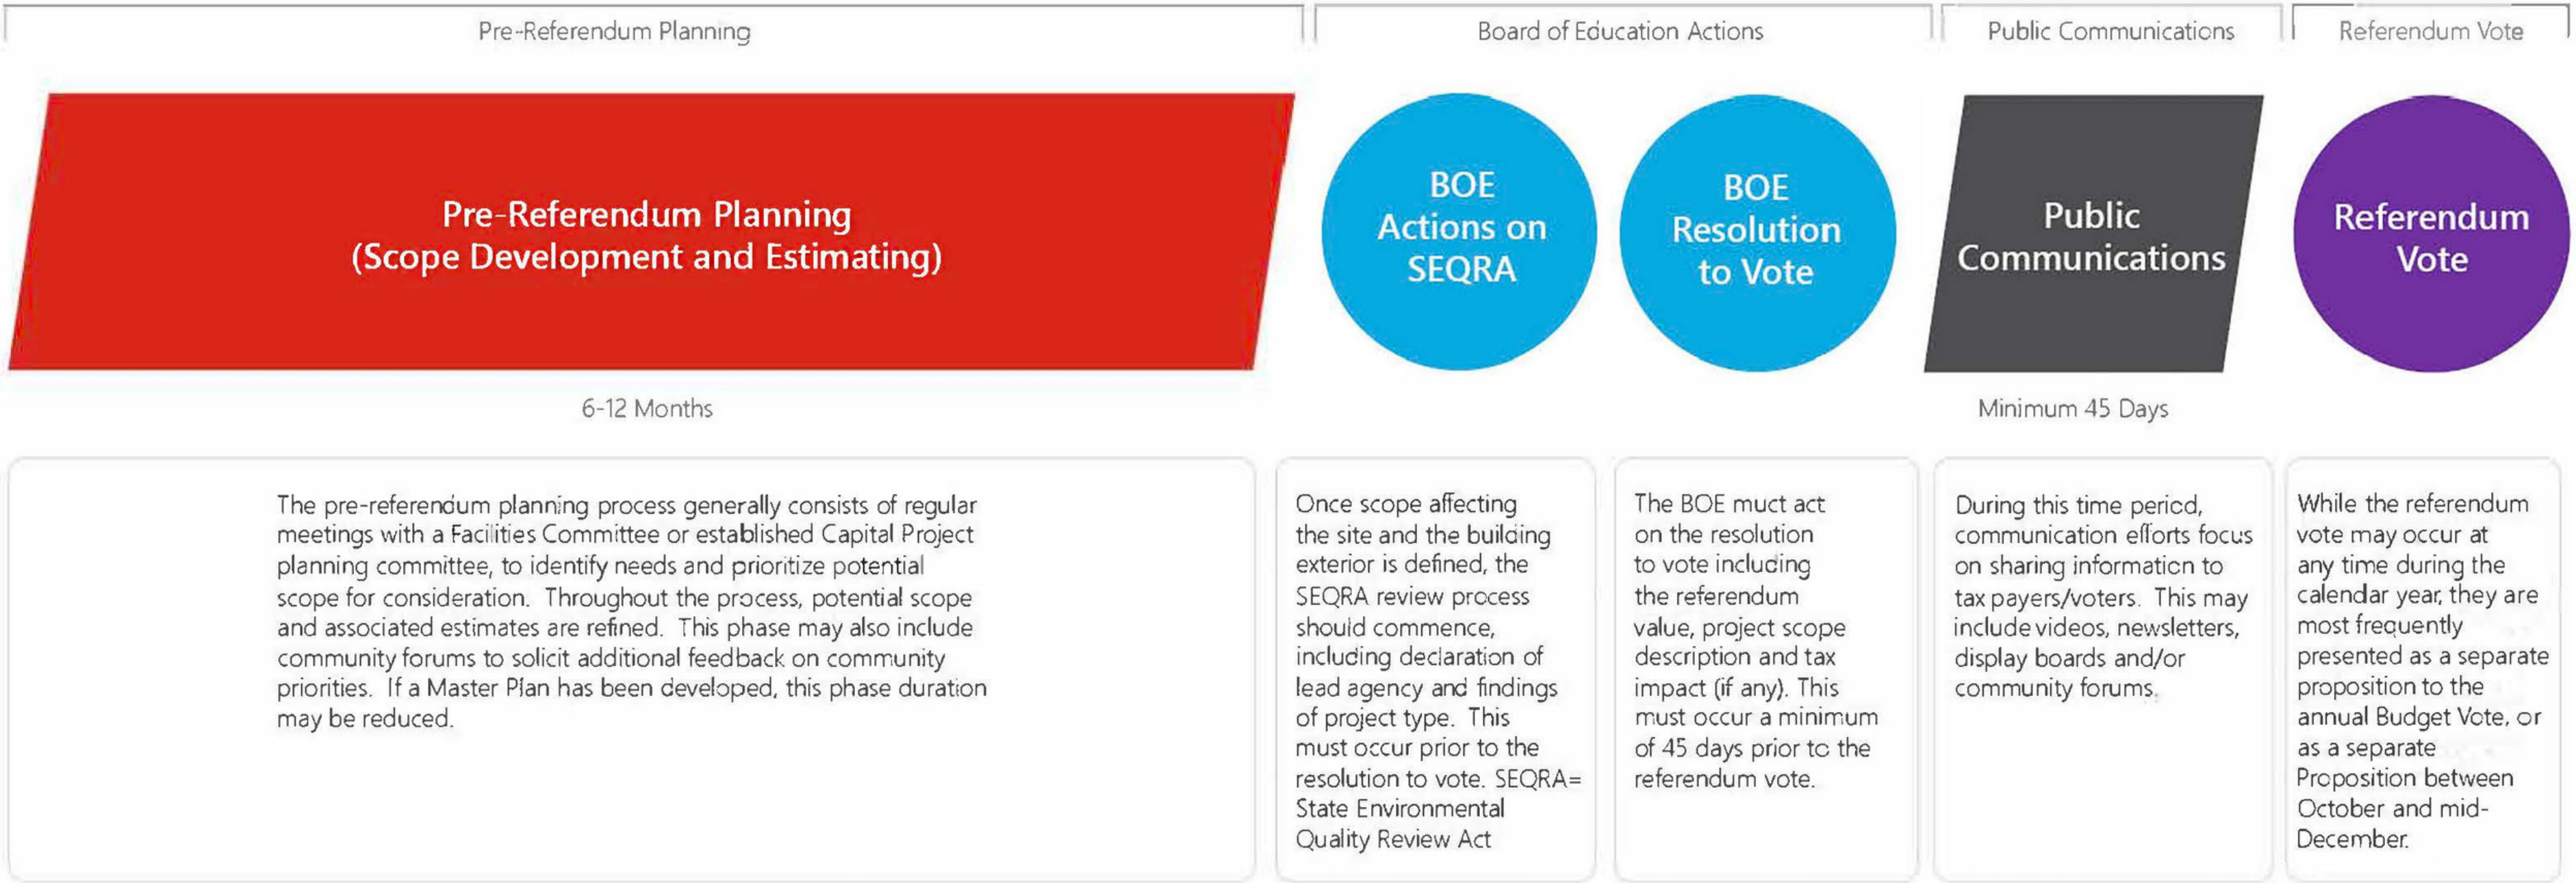 Pre-Referendum Planning
Board of Education Actions
Public Communications
Referendum Vote
Pre-Referendum Planning
(Scope Development and Estimating)
BOE
Actions on
SEQRA
BOE
Resolution
to Vote
Public
Communications
Referendum
Vote
6-12 Months
Minimum 45 Days
The pre-referendum planning process generally consists of regular
meetings with a Facilities Committee or established Capital Project
planning committee, to identify needs and prioritize potential
scope for consideration. Throughout the process, potential scope
and associated estimates are refined. This phase may also include
community forums to solicit additional feedback on community
priorities. If a Master Plan has been developed, this phase duration
may be reduced.
Once scope affecting
the site and the building
exterior is defined, the
SEQRA review process
should commence,
including declaration of
lead agency and findings
of project type. This
must occur prior to the
resolution to vote. SEQRA=
State Environmental
Quality Review Act
The BOE muct act
on the resolution
to vote including
the referendum
value, project scope
description and tax
impact (if any). This
must occur a minimum
of 45 days prior to the
referendum vote.
During this time period,
communication efforts focus
on sharing information to
tax payers/voters. This may
include videos, newsletters,
display boards and/or
community forums.
While the referendum
vote may occur at
any time during the
calendar year, they are
most frequently
presented as a separate
proposition to the
annual Budget Vote, or
as a separate
Proposition between
October and mid-
December.